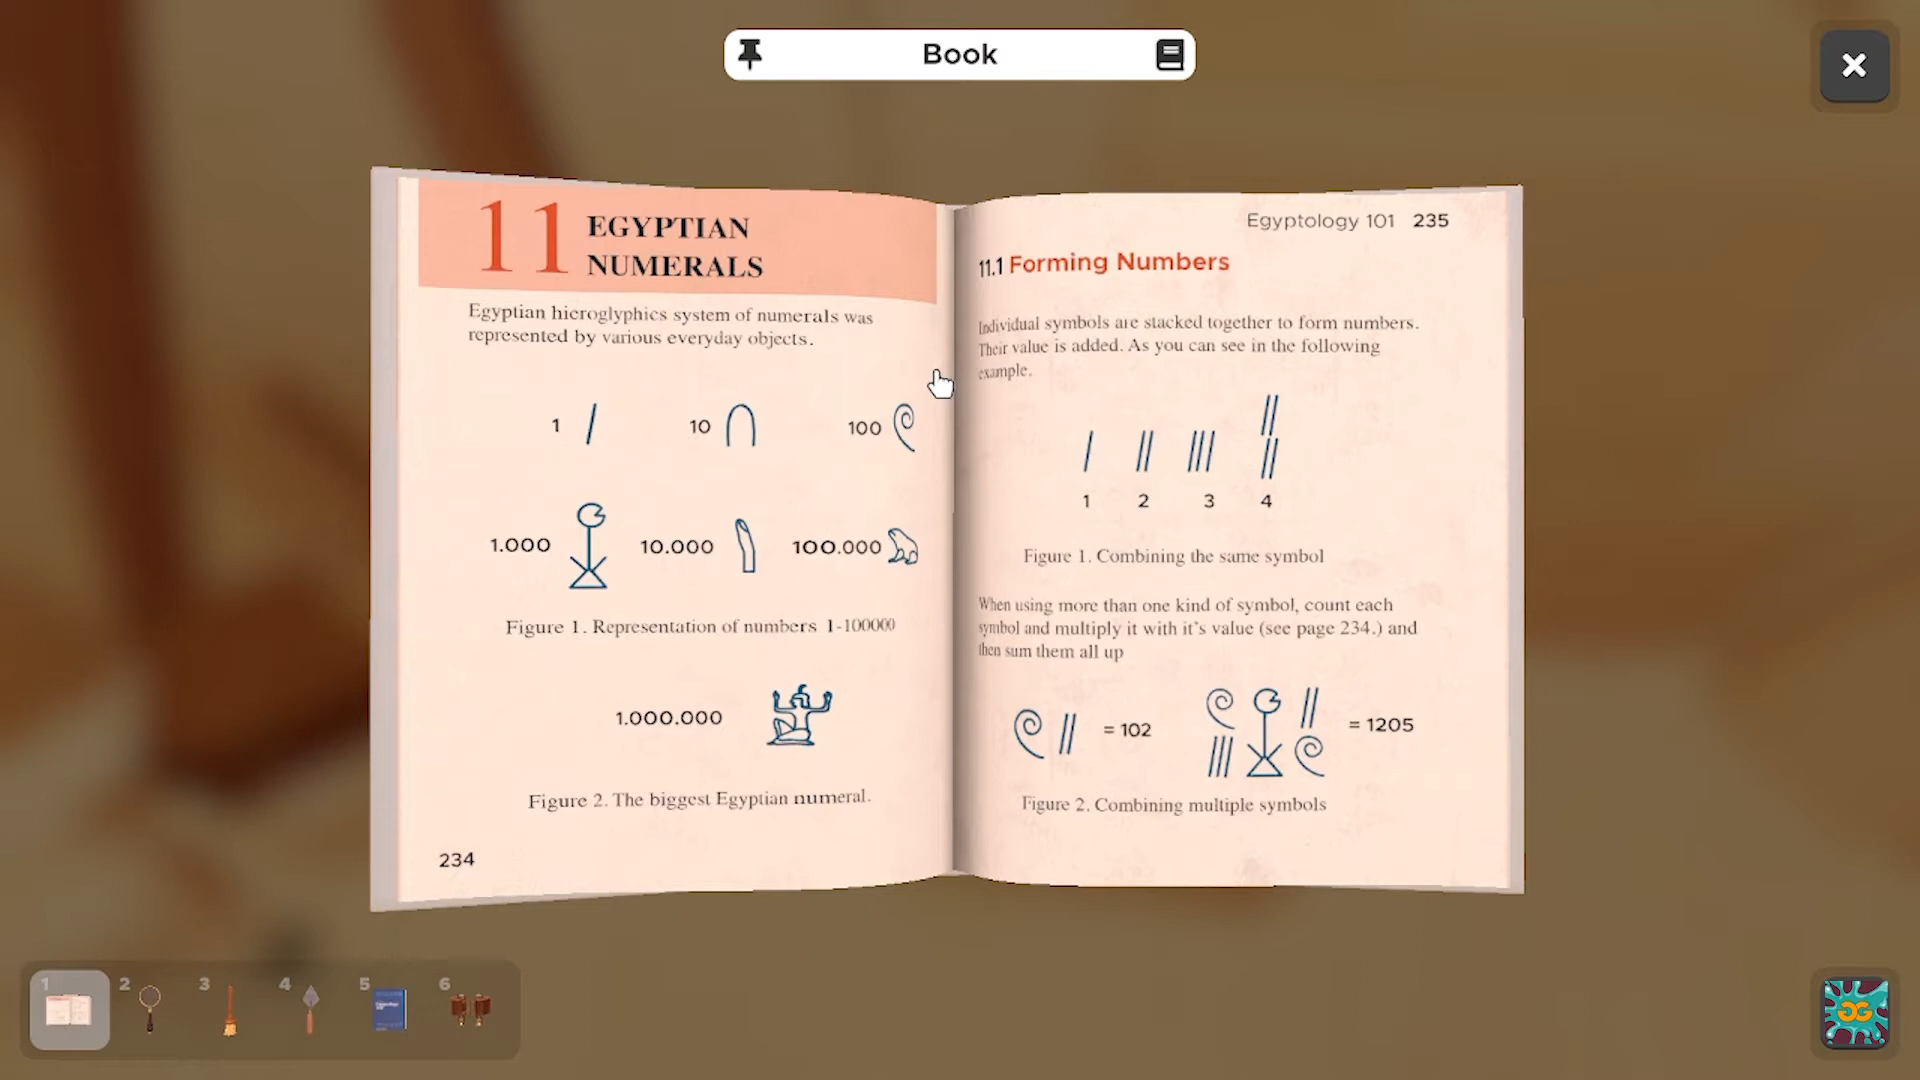 Book
11 EGYPTIAN
NUMERALS
Egyptian hieroglyphics system of numerals was
represented by various everyday objects.
1 10 100
1.000 10.000 100.000
Figure 1. Representation of numbers 1-100000
1.000.000
Figure 2. The biggest Egyptian numeral.
234
Egyptology 101 235
11.1 Forming Numbers
Individual symbols are stacked together to form numbers.
Their value is added. As you can see in the following
example.
1 2 3 4
Figure 1. Combining the same symbol
When using more than one kind of symbol, count each
symbol and multiply it with it's value (see page 234.) and
then sum them all up
= 102 = 1205
Figure 2. Combining multiple symbols
1 2 3 4 5 6